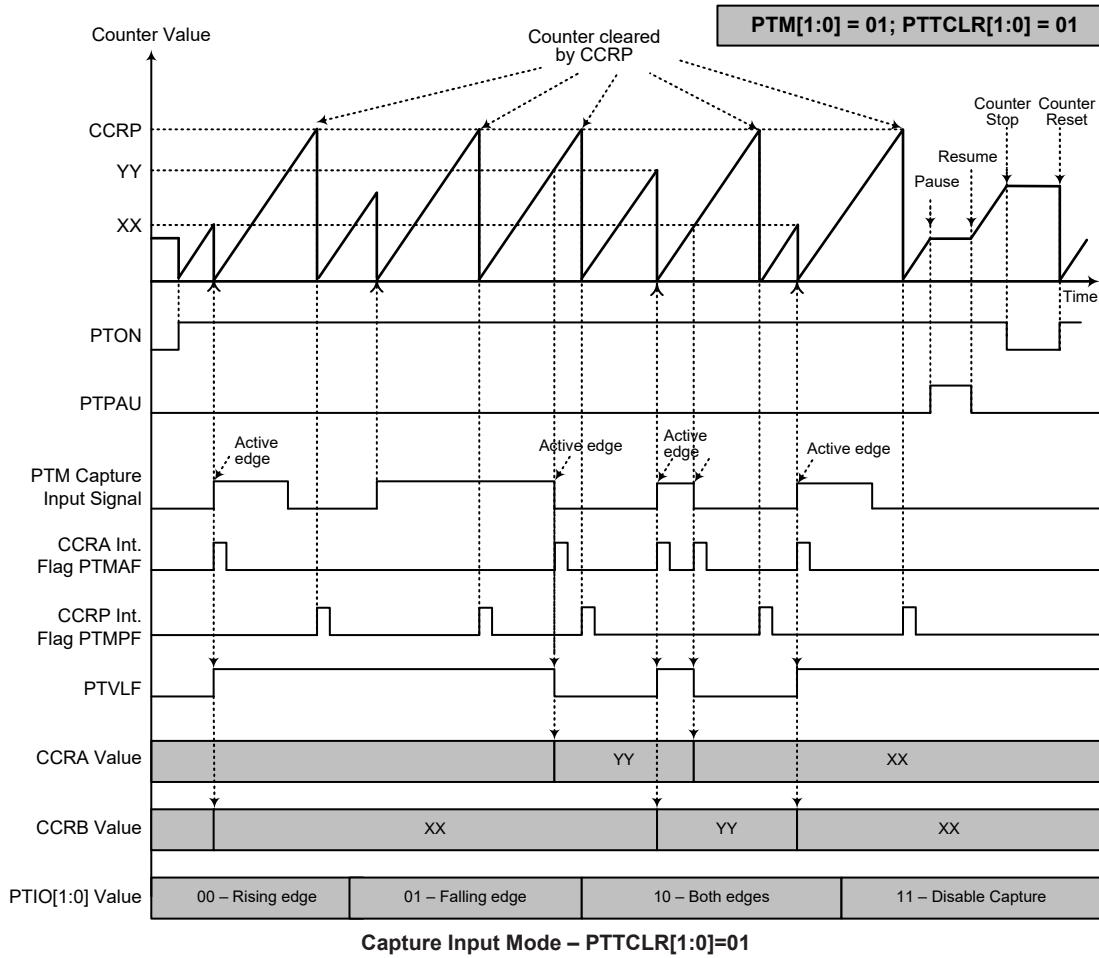 PTM[1:0] = 01; PTTCLR[1:0] = 01
Counter Value
Counter cleared
by CCRP
CCRP
YY
XX
Counter
Stop
Counter
Reset
Resume
Pause
Time
PTON
PTPAU
Active
edge
Active edge
Active
edge
Active edge
PTM Capture
Input Signal
CCRA Int.
Flag PTMAF
CCRP Int.
Flag PTMPF
PTVLF
CCRA Value
YY
XX
CCRB Value
XX
YY
XX
PTIO[1:0] Value
00 – Rising edge
01 – Falling edge
10 – Both edges
11 – Disable Capture
Capture Input Mode – PTTCLR[1:0]=01